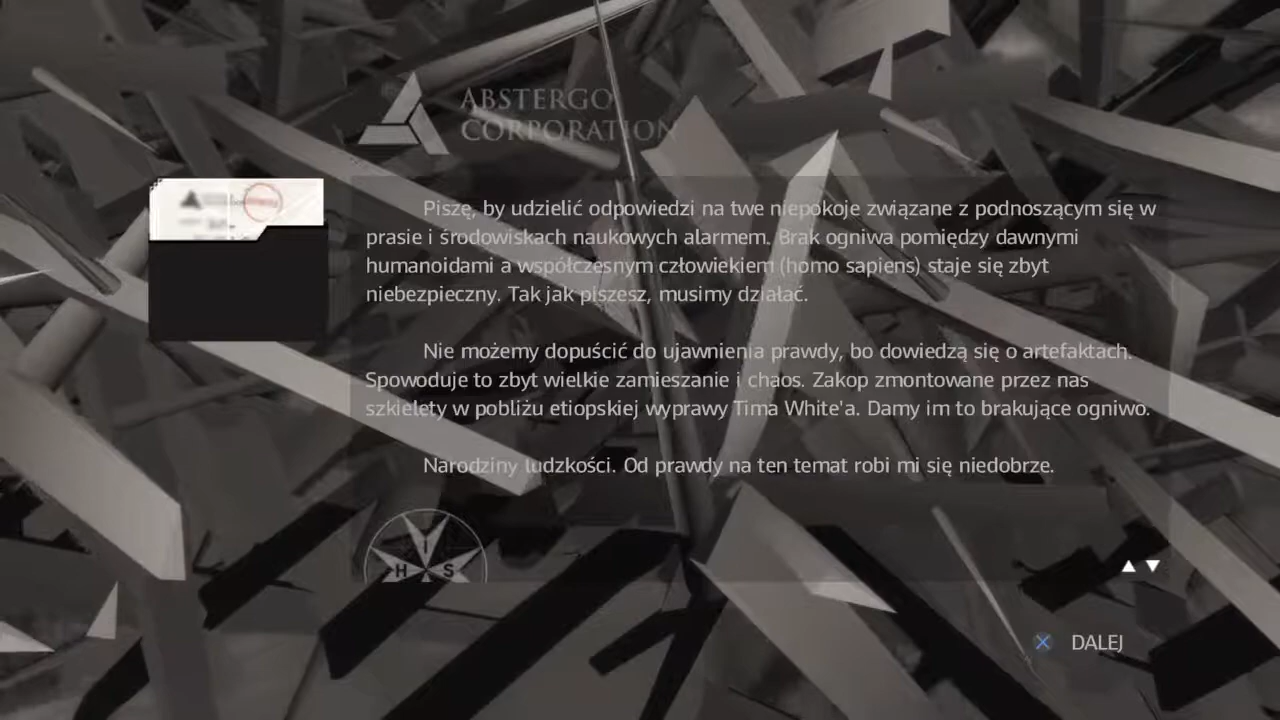 ABSTERGO
CORPORATION
Piszę, by udzielić odpowiedzi na twe niepokoje związane z podnoszącym się w
prasie i środowiskach naukowych alarmem. Brak ogniwa pomiędzy dawnymi
humanoidami a współczesnym człowiekiem (homo sapiens) staje się zbyt
niebezpieczny. Tak jak piszesz, musimy działać.
Nie możemy dopuścić do ujawnienia prawdy, bo dowiedzą się o artefaktach.
Spowoduje to zbyt wielkie zamieszanie i chaos. Zakop zmontowane przez nas
szkielety w pobliżu etiopskiej wyprawy Tima White'a. Damy im to brakujące ogniwo.
Narodziny ludzkości. Od prawdy na ten temat robi mi się niedobrze.
I
H S
DALEJ